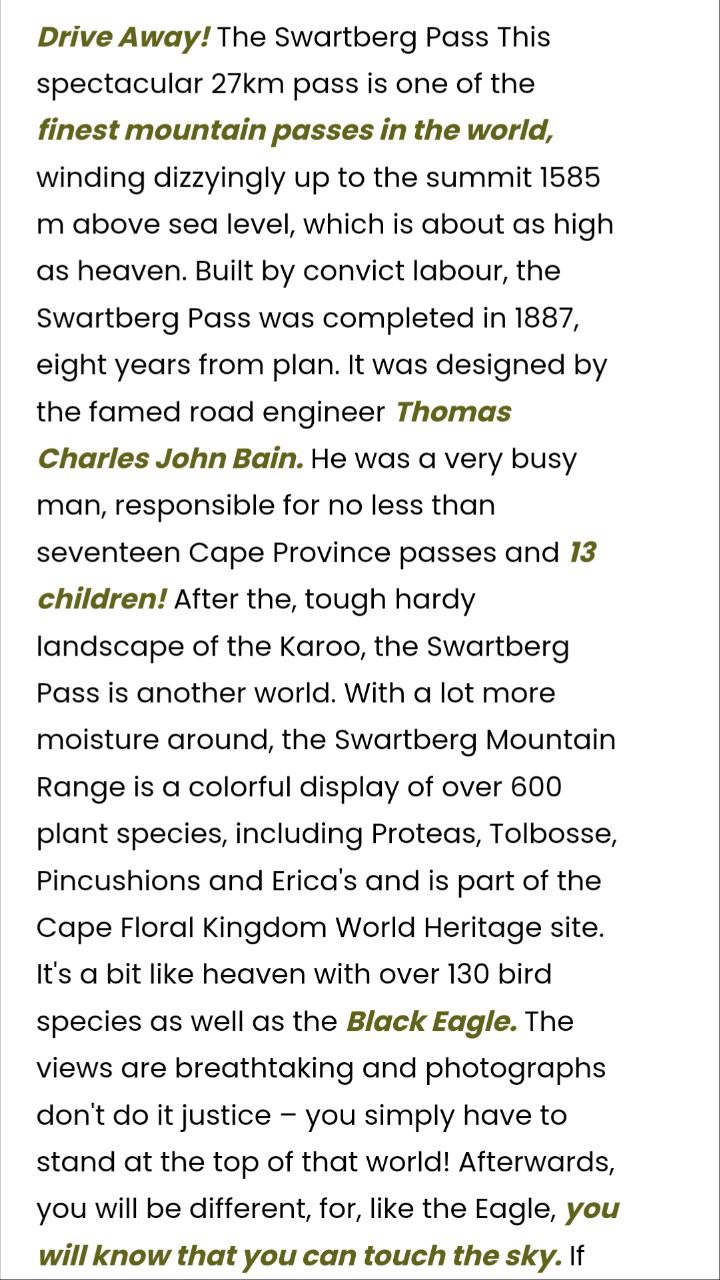 Drive Away! The Swartberg Pass This
spectacular 27km pass is one of the
finest mountain passes in the world,
winding dizzyingly up to the summit 1585
m above sea level, which is about as high
as heaven. Built by convict labour, the
Swartberg Pass was completed in 1887,
eight years from plan. It was designed by
the famed road engineer Thomas
Charles John Bain. He was a very busy
man, responsible for no less than
seventeen Cape Province passes and 13
children! After the, tough hardy
landscape of the Karoo, the Swartberg
Pass is another world. With a lot more
moisture around, the Swartberg Mountain
Range is a colorful display of over 600
plant species, including Proteas, Tolbosse,
Pincushions and Erica's and is part of the
Cape Floral Kingdom World Heritage site.
It's a bit like heaven with over 130 bird
species as well as the Black Eagle. The
views are breathtaking and photographs
don't do it justice – you simply have to
stand at the top of that world! Afterwards,
you will be different, for, like the Eagle, you
will know that you can touch the sky. If